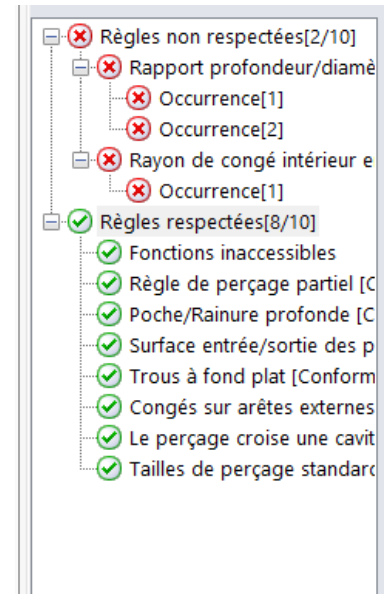 Règles non respectées[2/10]
Rapport profondeur/diamè
Occurrence[1]
Occurrence[2]
Rayon de congé intérieur e
Occurrence[1]
Règles respectées[8/10]
Fonctions inaccessibles
Règle de perçage partiel [C
Poche/Rainure profonde [C
Surface entrée/sortie des p
Trous à fond plat [Conform
Congés sur arêtes externes
Le perçage croise une cavit
Tailles de perçage standard